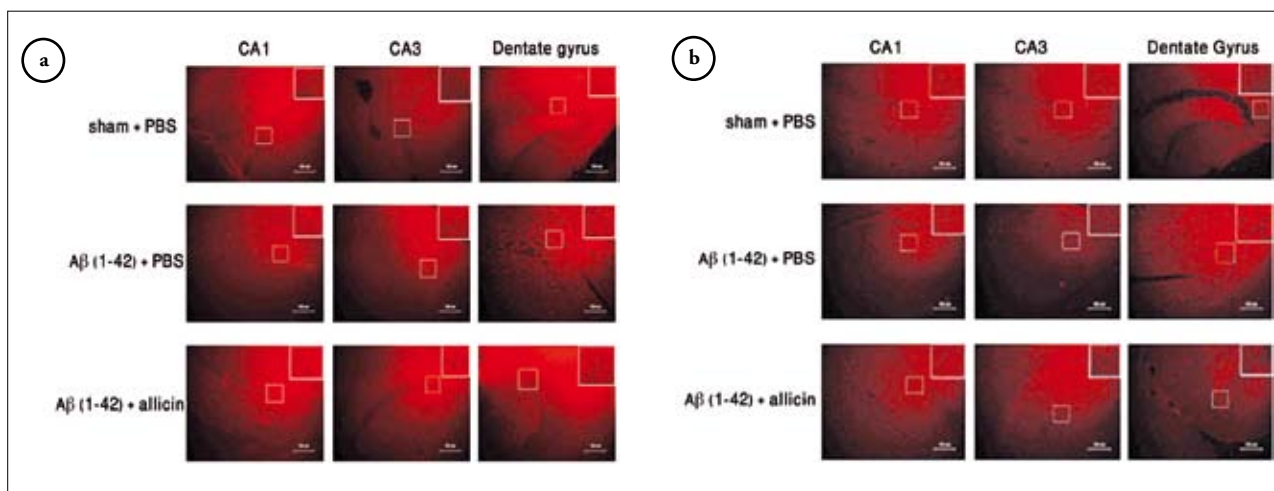 a
CA1 CA3 Dentate gyrus
sham + PBS
Aβ (1-42) + PBS
Aβ (1-42) + allicin
b
CA1 CA3 Dentate Gyrus
sham + PBS
Aβ (1-42) + PBS
Aβ (1-42) + allicin